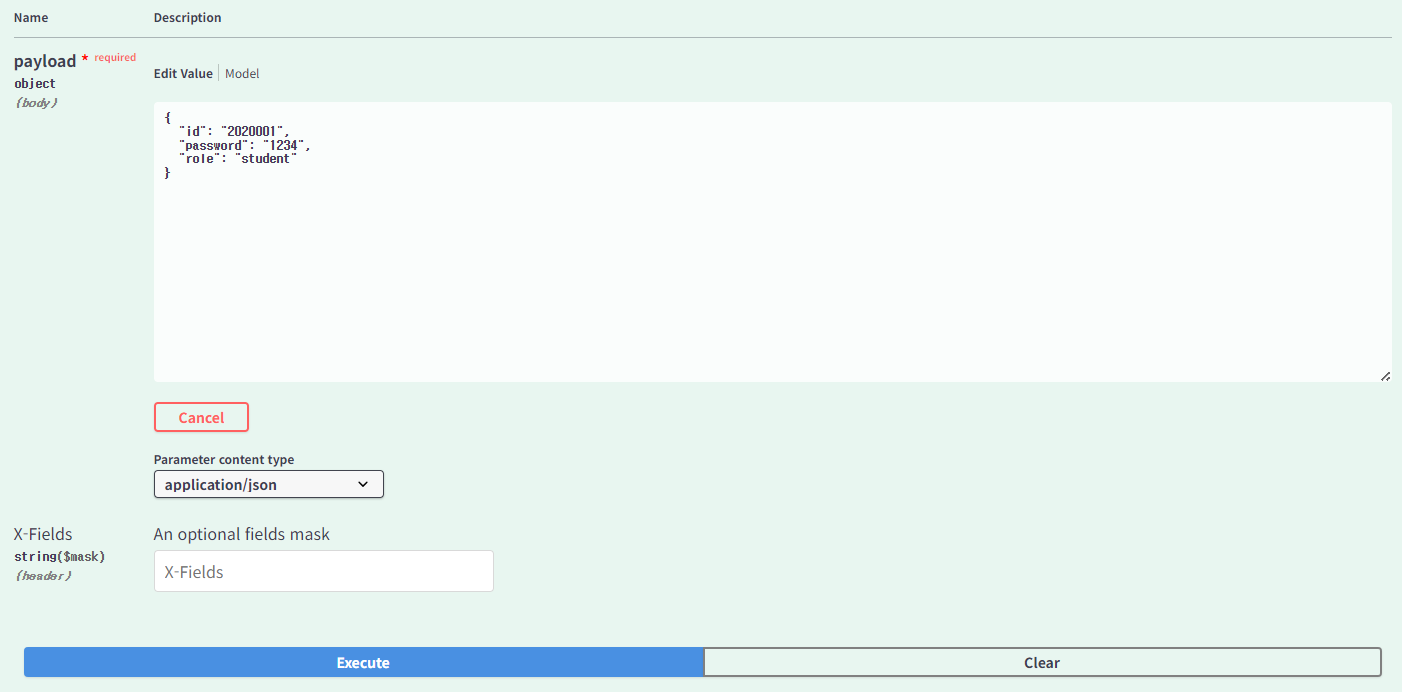 Name Description
payload * required
object
(body)
Edit Value Model
{
  "id": "2020001",
  "password": "1234",
  "role": "student"
}
Cancel
Parameter content type
application/json
X-Fields
string($mask)
(header)
An optional fields mask
X-Fields
Execute Clear